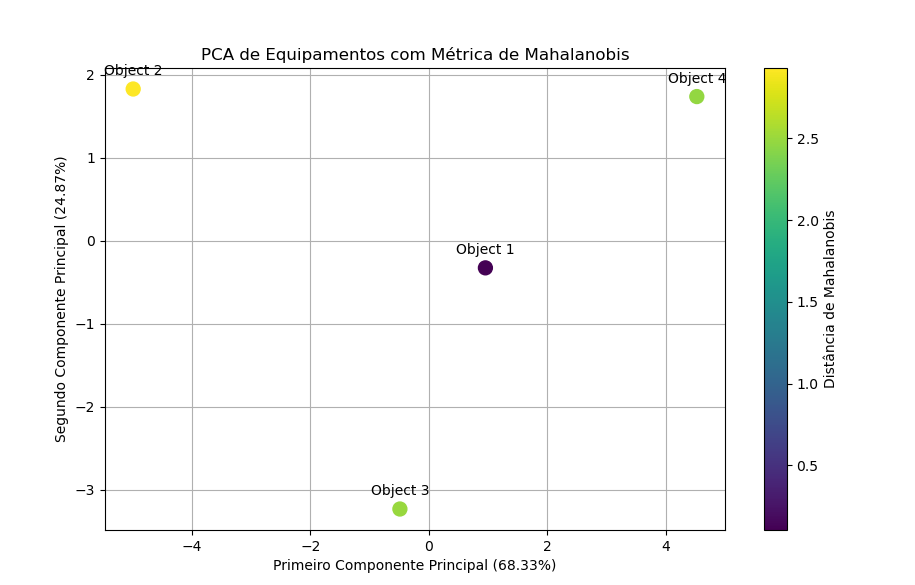 PCA de Equipamentos com Métrica de Mahalanobis
Object 2
Object 4
Object 1
Object 3
2
1
0
−1
−2
−3
Segundo Componente Principal (24.87%)
−4
−2
0
2
4
Primeiro Componente Principal (68.33%)
2.5
2.0
1.5
1.0
0.5
Distância de Mahalanobis